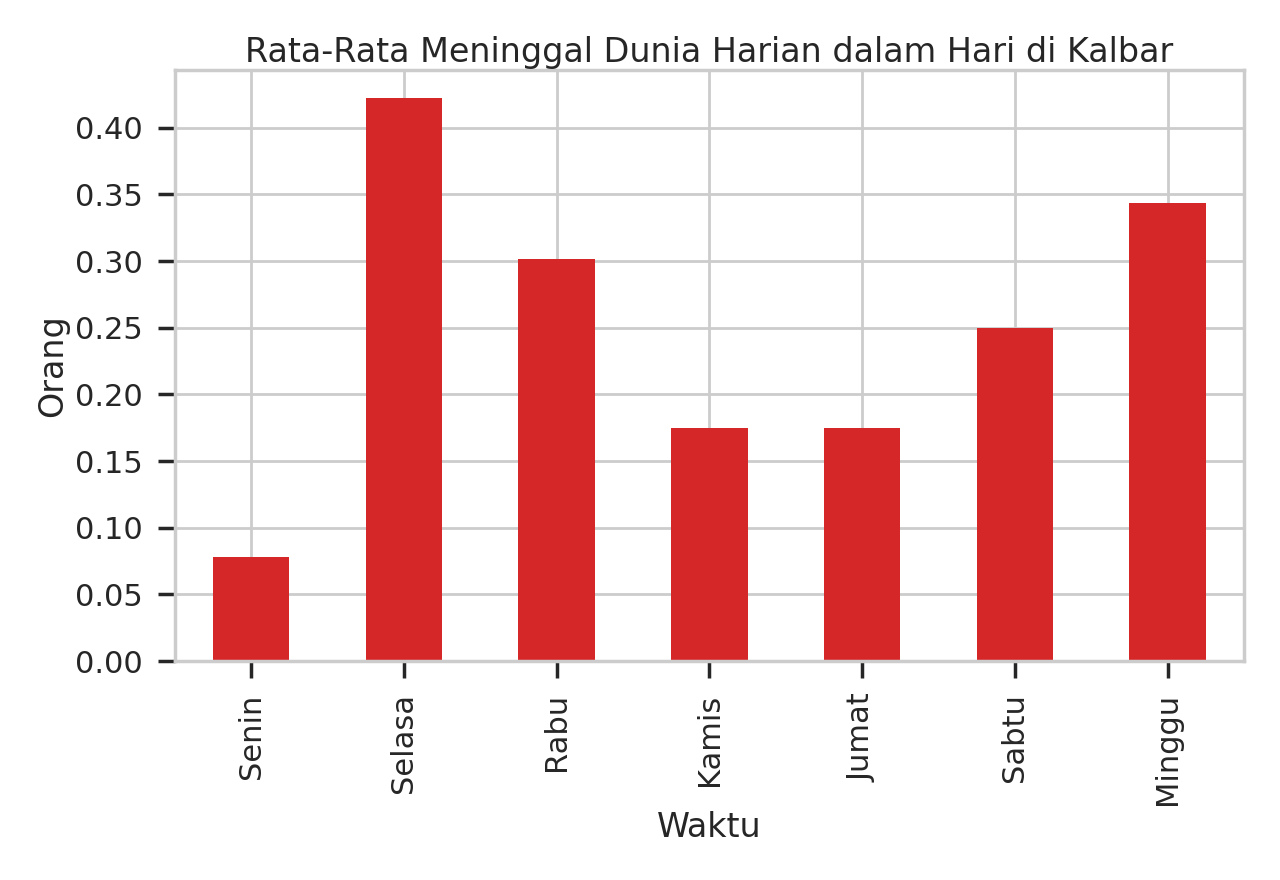 Rata-Rata Meninggal Dunia Harian dalam Hari di Kalbar
Orang
0.40
0.35
0.30
0.25
0.20
0.15
0.10
0.05
0.00
Senin
Selasa
Rabu
Kamis
Jumat
Sabtu
Minggu
Waktu